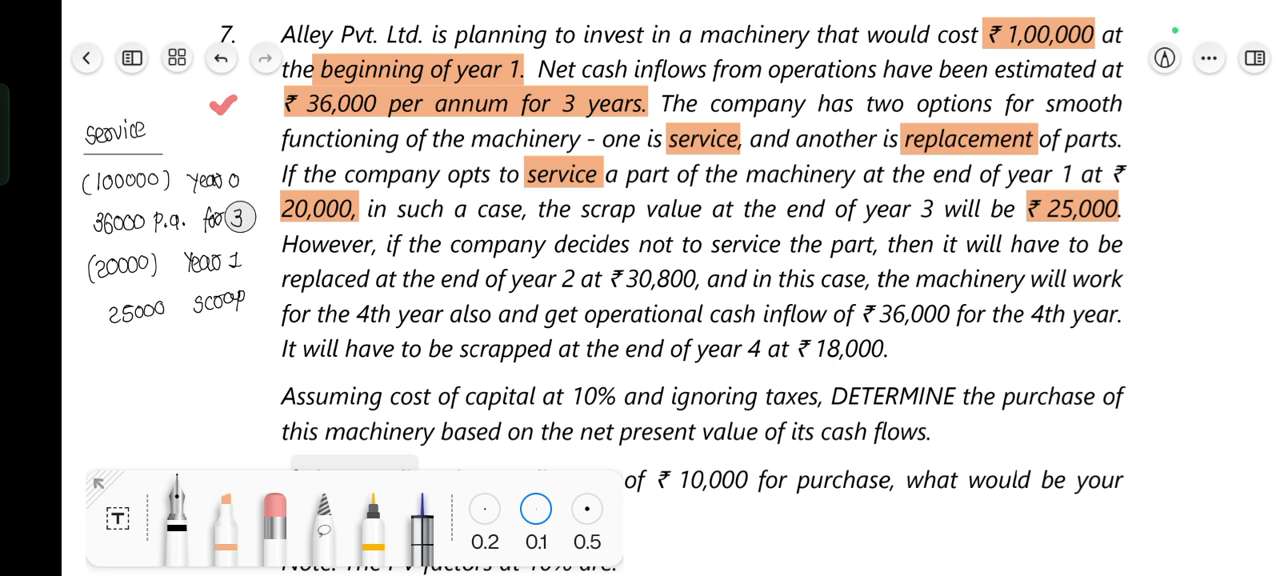 7. Alley Pvt. Ltd. is planning to invest in a machinery that would cost ₹ 1,00,000 at
the beginning of year 1. Net cash inflows from operations have been estimated at
₹ 36,000 per annum for 3 years. The company has two options for smooth
functioning of the machinery - one is service, and another is replacement of parts.
If the company opts to service a part of the machinery at the end of year 1 at ₹
20,000, in such a case, the scrap value at the end of year 3 will be ₹ 25,000.
However, if the company decides not to service the part, then it will have to be
replaced at the end of year 2 at ₹ 30,800, and in this case, the machinery will work
for the 4th year also and get operational cash inflow of ₹ 36,000 for the 4th year.
It will have to be scrapped at the end of year 4 at ₹ 18,000.
Assuming cost of capital at 10% and ignoring taxes, DETERMINE the purchase of
this machinery based on the net present value of its cash flows.
of ₹ 10,000 for purchase, what would be your
service
(100000) year 0
36000 p.a. for 3
(20000) Year 1
25000 scrap
T
0.2 0.1 0.5